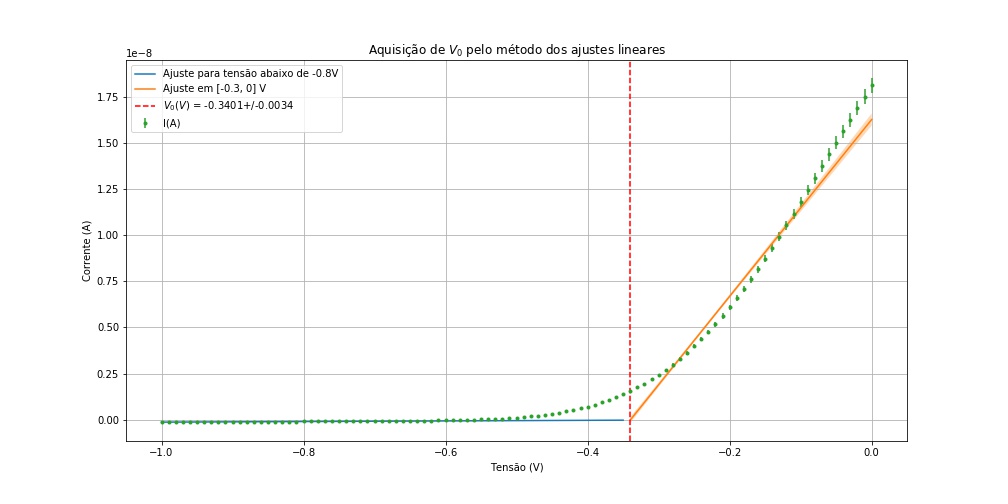 Aquisição de V₀ pelo método dos ajustes lineares
1e−8
Ajuste para tensão abaixo de -0.8V
Ajuste em [-0.3, 0] V
V₀(V) = -0.3401+/-0.0034
I(A)
1.75
1.50
1.25
1.00
0.75
0.50
0.25
0.00
Corrente (A)
−1.0 −0.8 −0.6 −0.4 −0.2 0.0
Tensão (V)